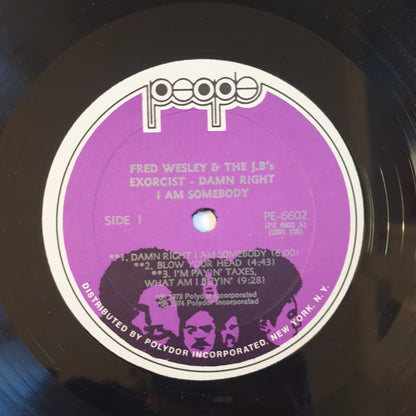 people
FRED WESLEY & THE J.B's
EXORCIST - DAMN RIGHT
i AM SOMEBODY
SIDE 1
PE-6602
(PE 6602 A)
**1. DAMN RIGHT I AM SOMEBODY (6:00)
**2. BLOW YOUR HEAD (4:43)
**3. I'M PAYIN' TAXES,
WHAT AM I BUYIN' (9:28)
1973 Polydor Incorporated
1974 Polydor Incorporated
DISTRIBUTED BY POLYDOR INCORPORATED, NEW YORK, N.Y.